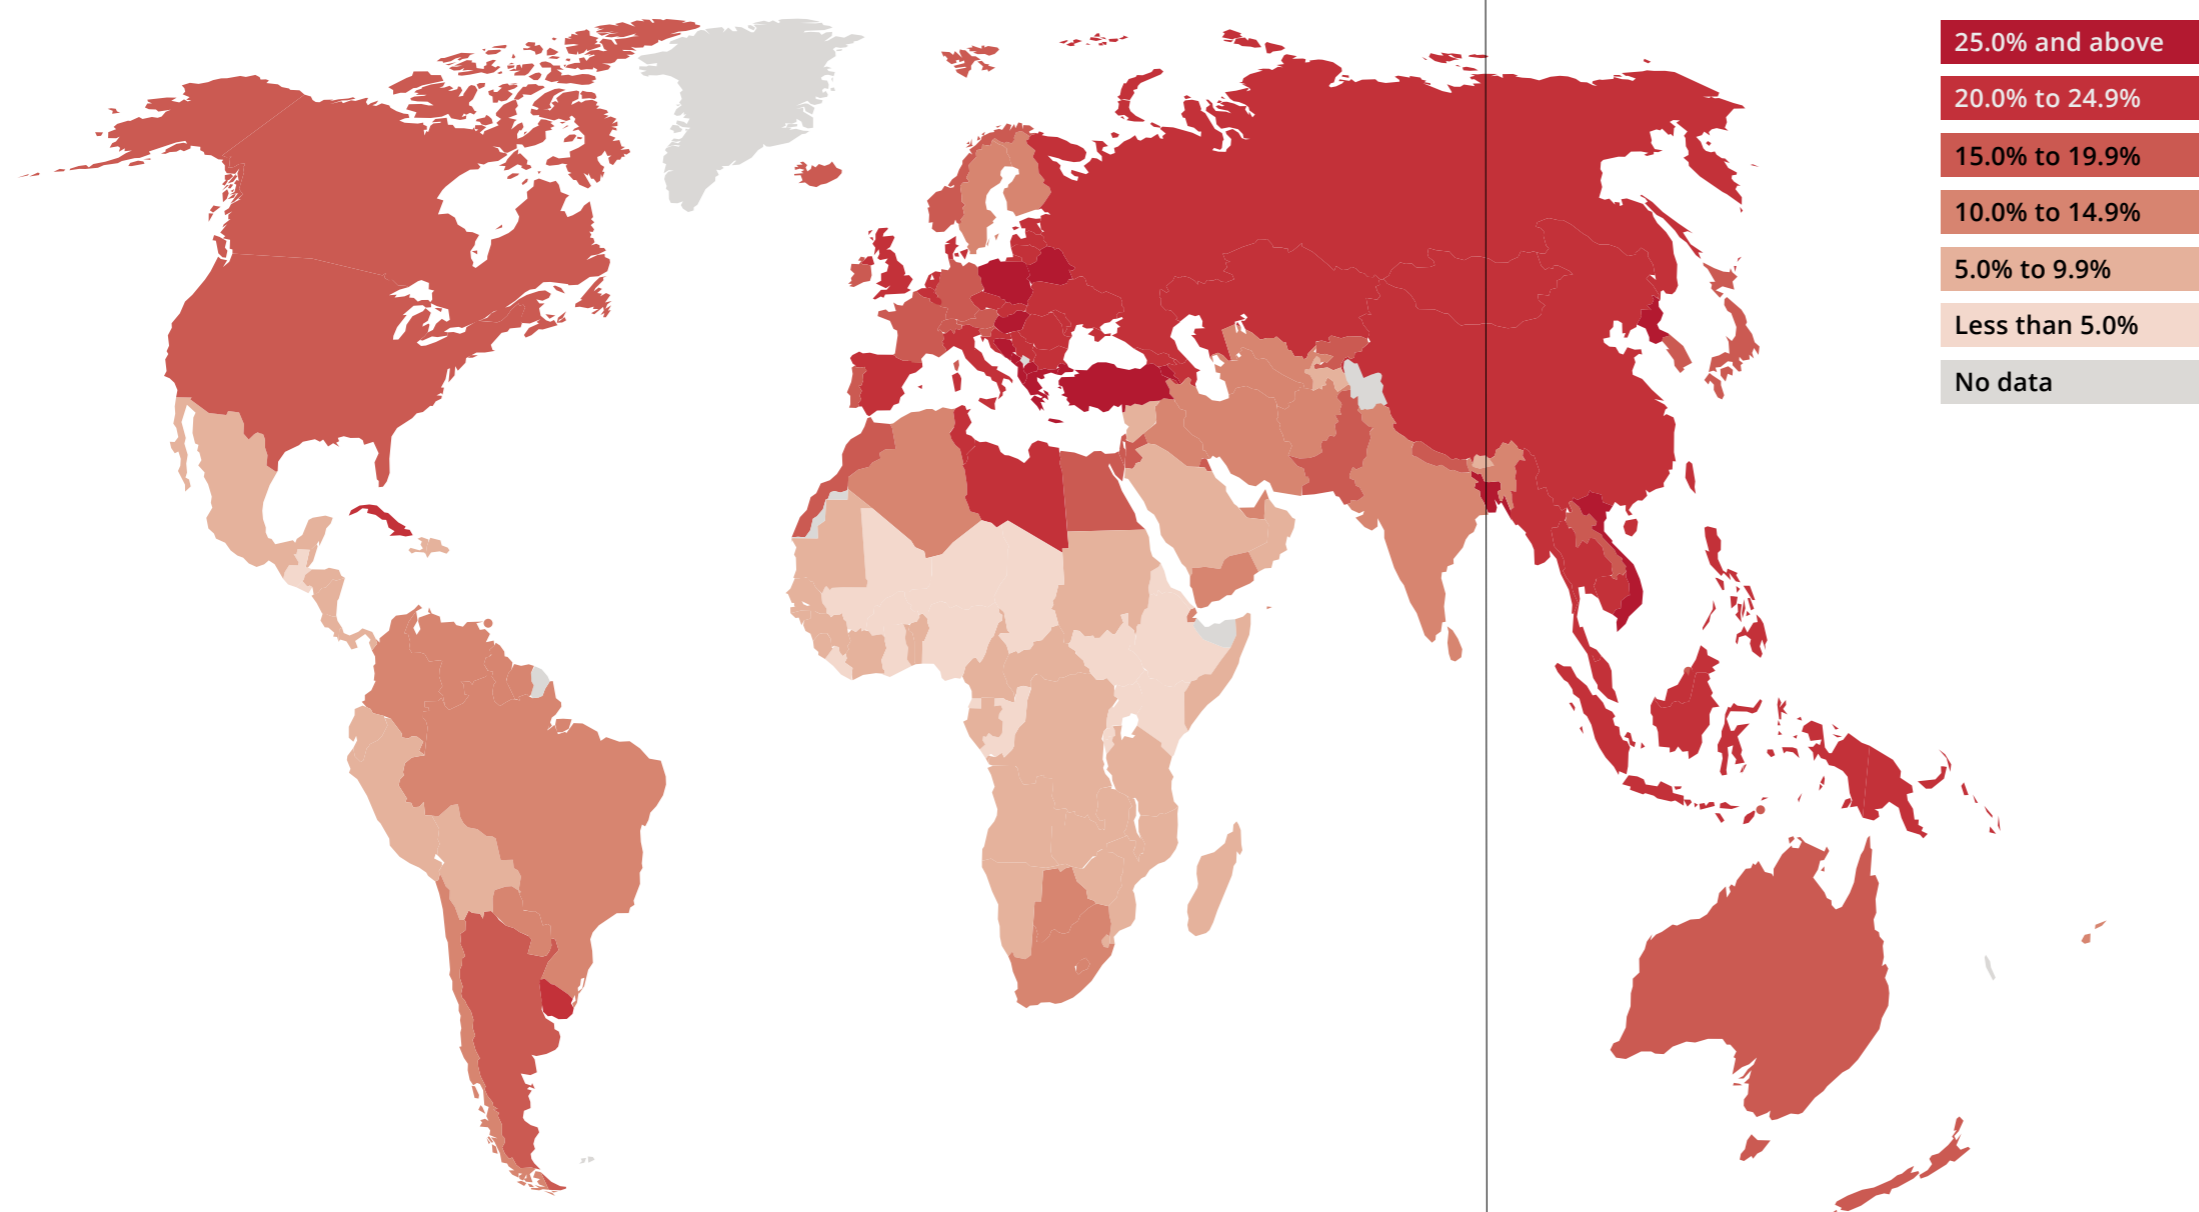 25.0% and above
20.0% to 24.9%
15.0% to 19.9%
10.0% to 14.9%
5.0% to 9.9%
Less than 5.0%
No data